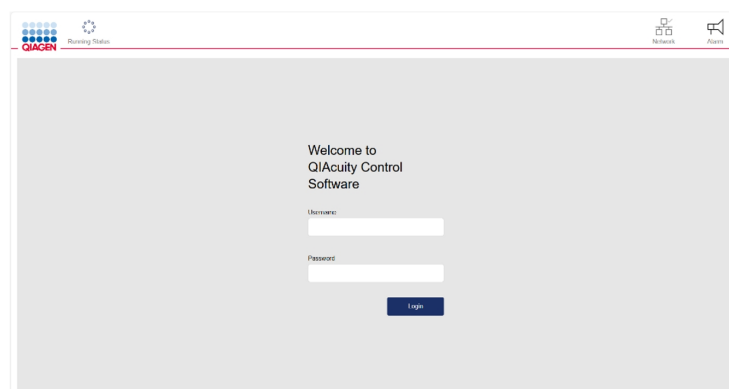 QIAGEN
Running Status
Network
Alarm
Welcome to
QIAcuity Control
Software
Username
Password
Login